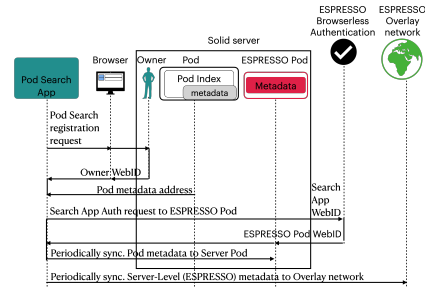 ESPRESSO
Browserless
Authentication
ESPRESSO
Overlay
network
Solid server
Browser
Owner
Pod
ESPRESSO Pod
Pod Search
App
Pod Index
metadata
Metadata
Pod Search
registration
request
Owner WebID
Pod metadata address
Search
App
WebID
Search App Auth request to ESPRESSO Pod
ESPRESSO Pod WebID
Periodically sync. Pod metadata to Server Pod
Periodically sync. Server-Level (ESPRESSO) metadata to Overlay network